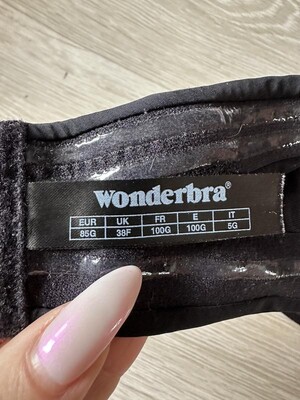 Wonderbra®
EUR UK FR E IT
85G 38F 100G 100G 5G